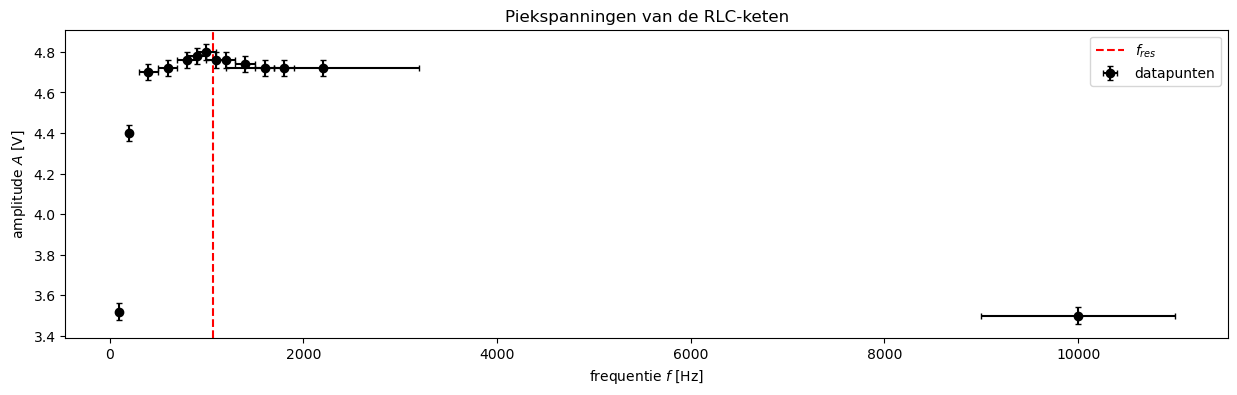 Piekspanningen van de RLC-keten
amplitude A [V]
4.8
4.6
4.4
4.2
4.0
3.8
3.6
3.4
f_res
datapunten
0
2000
4000
6000
8000
10000
frequentie f [Hz]